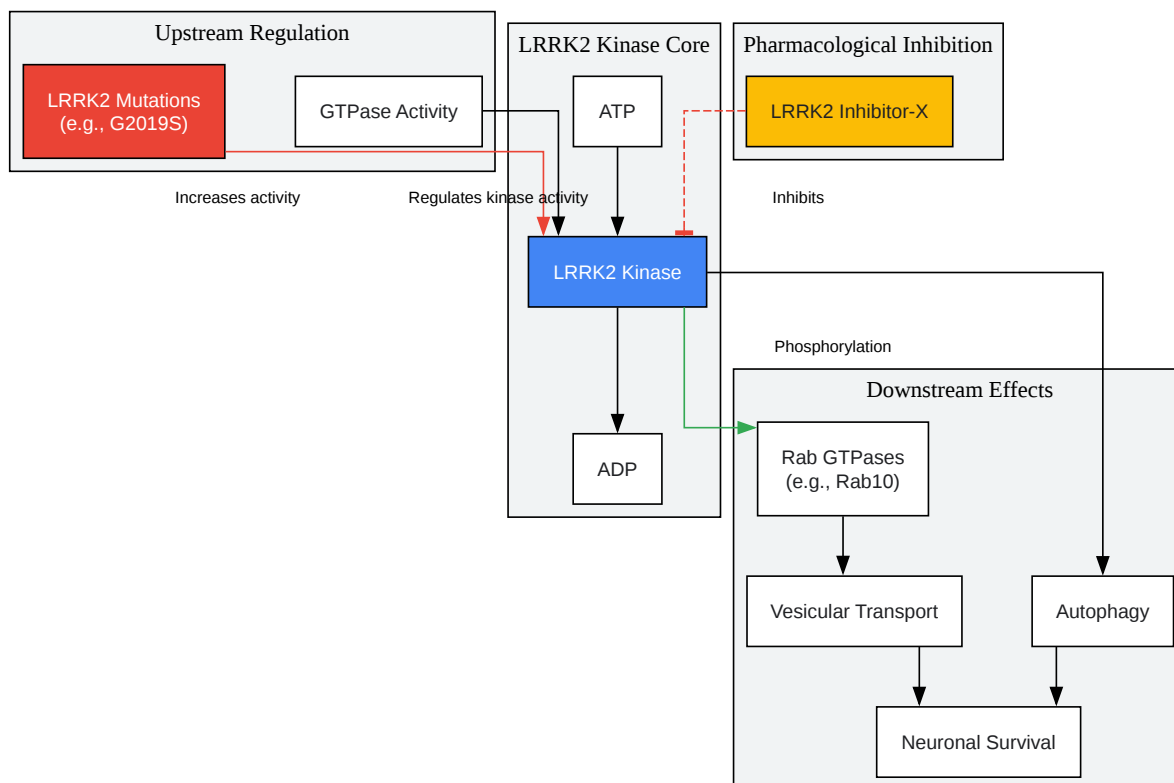 Upstream Regulation
LRRK2 Kinase Core
Pharmacological Inhibition
LRRK2 Mutations
(e.g., G2019S)
GTPase Activity
ATP
LRRK2 Inhibitor-X
Increases activity
Regulates kinase activity
Inhibits
LRRK2 Kinase
Phosphorylation
Downstream Effects
ADP
Rab GTPases
(e.g., Rab10)
Vesicular Transport
Autophagy
Neuronal Survival